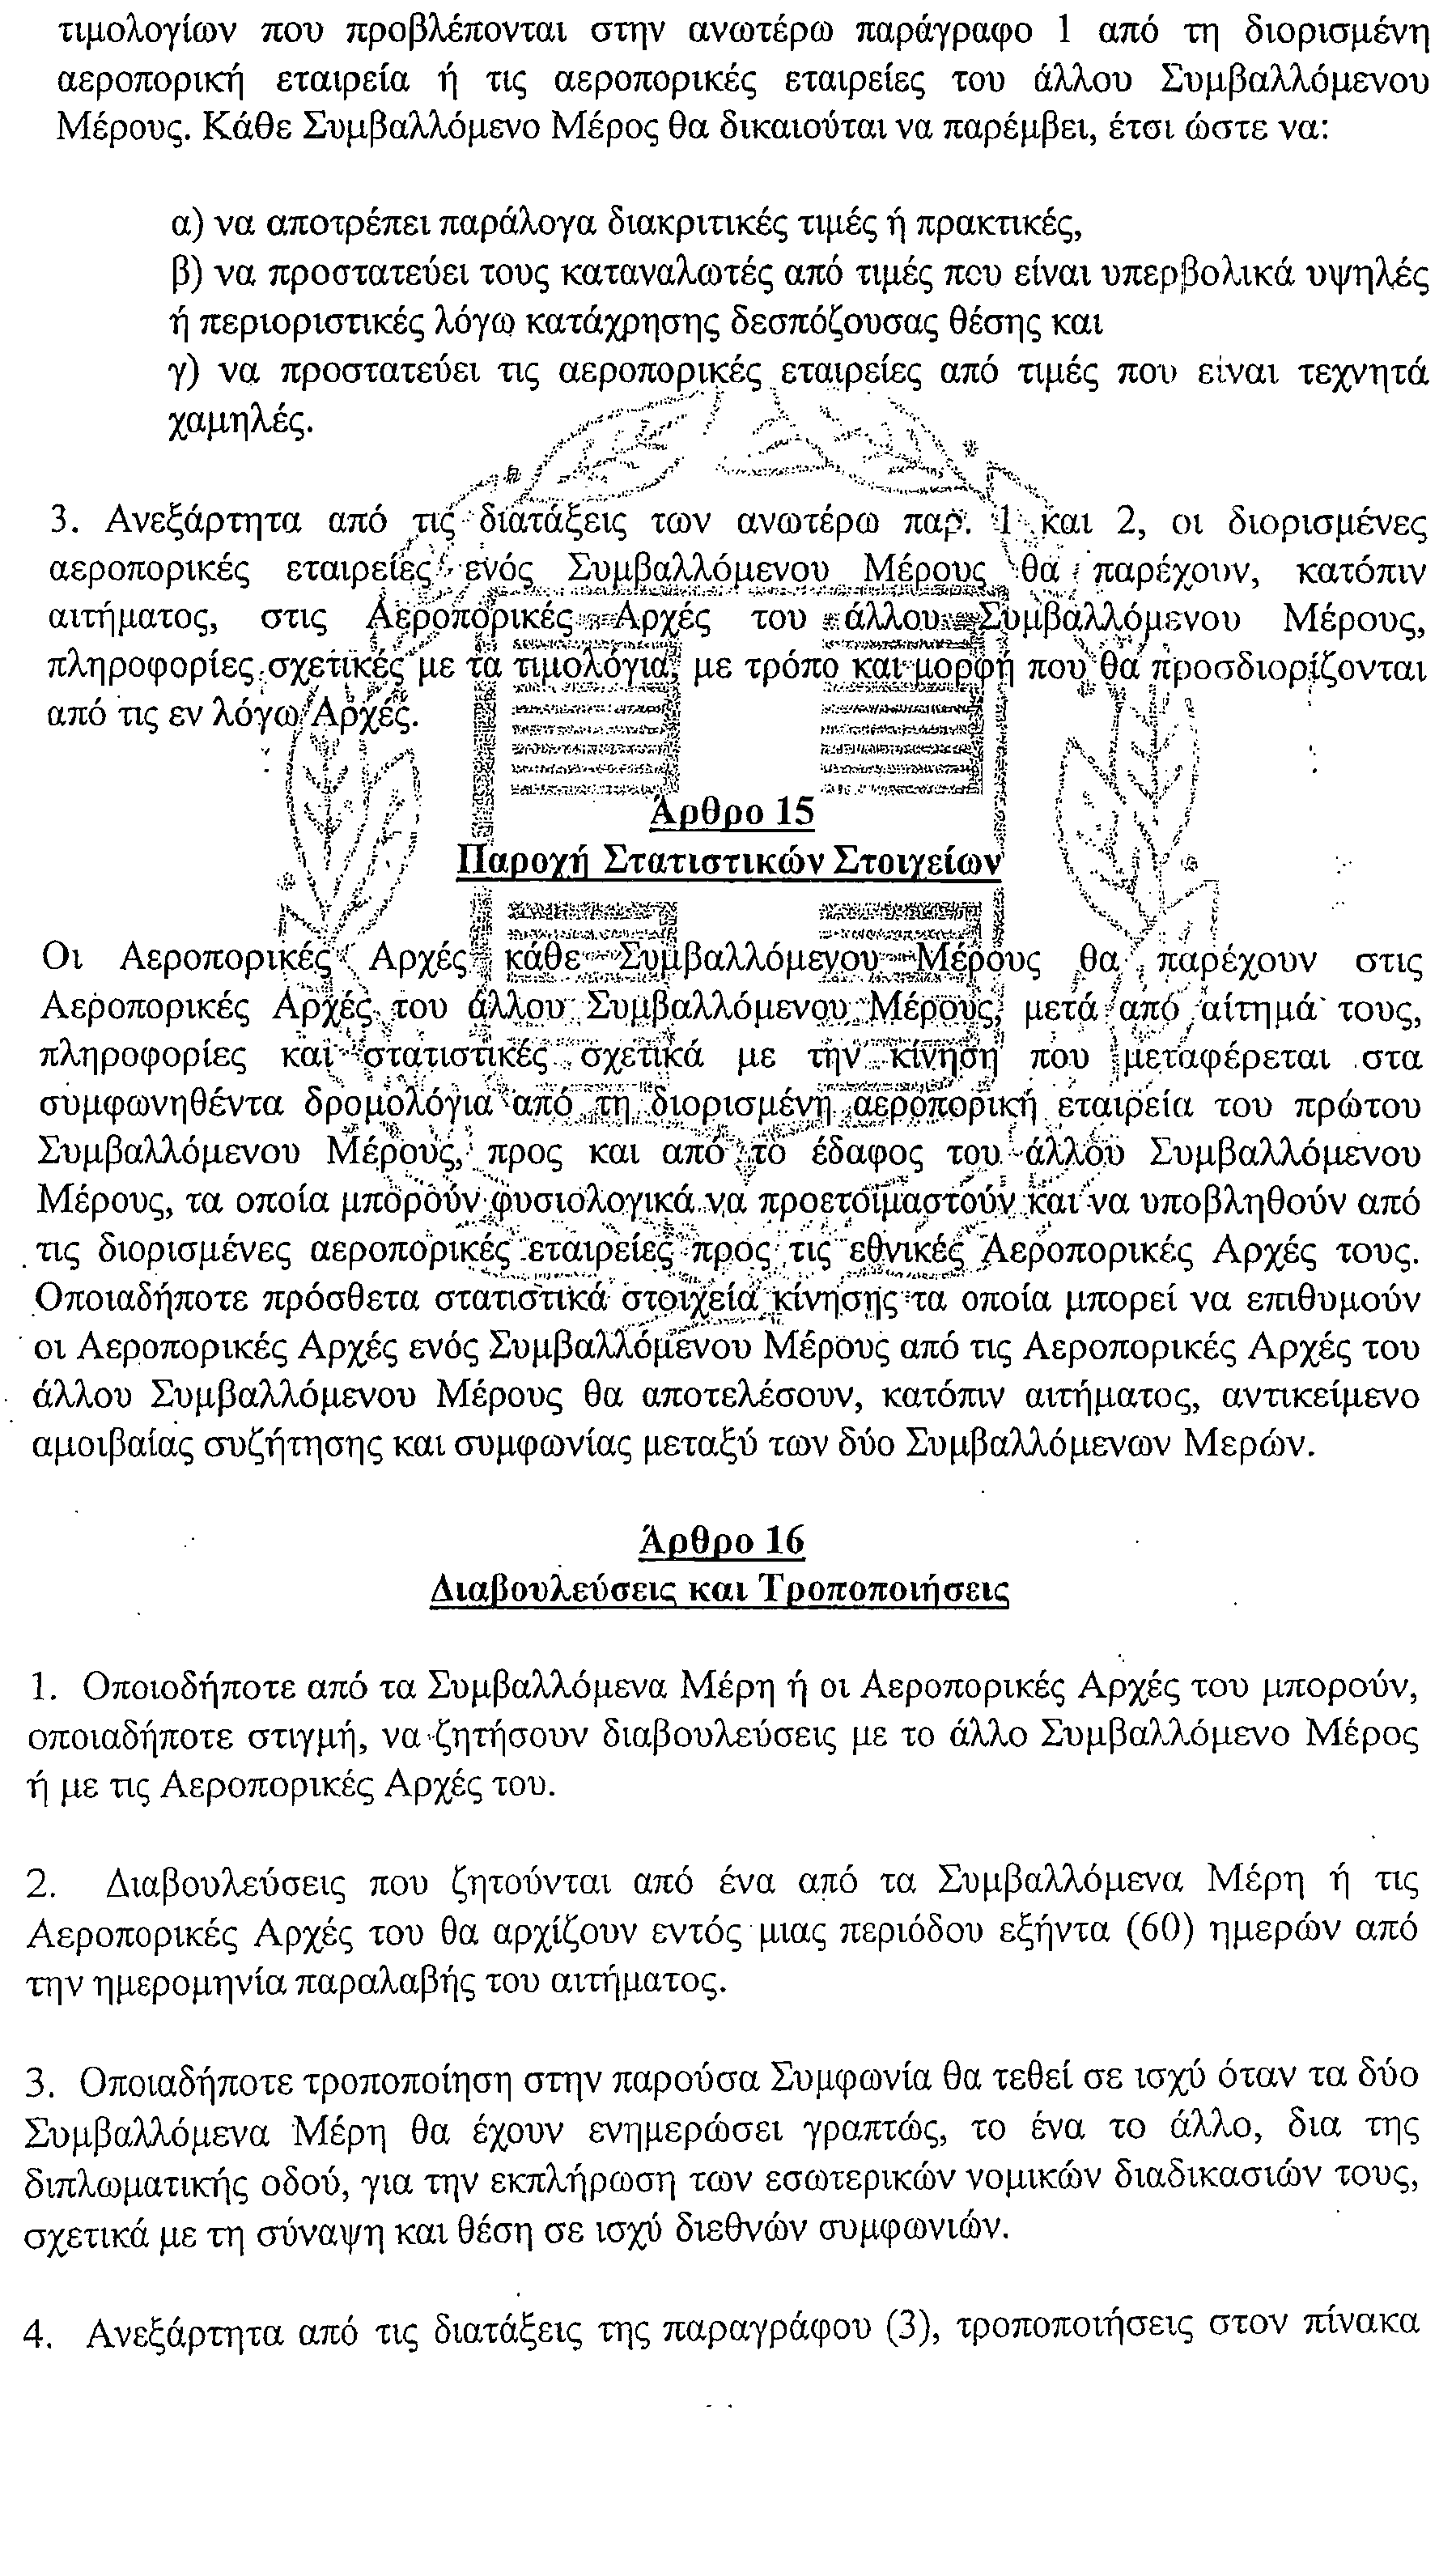 τιμολογίων που προβλέπονται στην ανωτέρω παράγραφο 1 από τη διορισμένη
αεροπορική εταιρεία ή τις αεροπορικές εταιρείες του άλλου Συμβαλλόμενου
Μέρους. Κάθε Συμβαλλόμενο Μέρος θα δικαιούται να παρέμβει, έτσι ώστε να:
α) να αποτρέπει παράλογα διακριτικές τιμές ή πρακτικές,
β) να προστατεύει τους καταναλωτές από τιμές που είναι υπερβολικά υψηλές
ή περιοριστικές λόγω κατάχρησης δεσπόζουσας θέσης και
γ) να προστατεύει τις αεροπορικές εταιρείες από τιμές που είναι τεχνητά
χαμηλές.
3. Ανεξάρτητα από τις διατάξεις των ανωτέρω παρ. 1 και 2, οι διορισμένες
αεροπορικές εταιρείες ενός Συμβαλλόμενου Μέρους θα παρέχουν, κατόπιν
αιτήματος, στις Αεροπορικές Αρχές του άλλου Συμβαλλόμενου Μέρους,
πληροφορίες σχετικές με τα τιμολόγια, με τρόπο και μορφή που θα προσδιορίζονται
από τις εν λόγω Αρχές.
Άρθρο 15
Παροχή Στατιστικών Στοιχείων
Οι Αεροπορικές Αρχές κάθε Συμβαλλόμενου Μέρους θα παρέχουν στις
Αεροπορικές Αρχές του άλλου Συμβαλλόμενου Μέρους, μετά από αίτημά τους,
πληροφορίες και στατιστικές σχετικά με την κίνηση που μεταφέρεται στα
συμφωνηθέντα δρομολόγια από τη διορισμένη αεροπορική εταιρεία του πρώτου
Συμβαλλόμενου Μέρους, προς και από το έδαφος του άλλου Συμβαλλόμενου
Μέρους, τα οποία μπορούν φυσιολογικά να προετοιμαστούν και να υποβληθούν από
τις διορισμένες αεροπορικές εταιρείες προς τις εθνικές Αεροπορικές Αρχές τους.
Οποιαδήποτε πρόσθετα στατιστικά στοιχεία κίνησης τα οποία μπορεί να επιθυμούν
οι Αεροπορικές Αρχές ενός Συμβαλλόμενου Μέρους από τις Αεροπορικές Αρχές του
άλλου Συμβαλλόμενου Μέρους θα αποτελέσουν, κατόπιν αιτήματος, αντικείμενο
αμοιβαίας συζήτησης και συμφωνίας μεταξύ των δύο Συμβαλλόμενων Μερών.
Άρθρο 16
Διαβουλεύσεις και Τροποποιήσεις
1. Οποιοδήποτε από τα Συμβαλλόμενα Μέρη ή οι Αεροπορικές Αρχές του μπορούν,
οποιαδήποτε στιγμή, να ζητήσουν διαβουλεύσεις με το άλλο Συμβαλλόμενο Μέρος
ή με τις Αεροπορικές Αρχές του.
2. Διαβουλεύσεις που ζητούνται από ένα από τα Συμβαλλόμενα Μέρη ή τις
Αεροπορικές Αρχές του θα αρχίζουν εντός μιας περιόδου εξήντα (60) ημερών από
την ημερομηνία παραλαβής του αιτήματος.
3. Οποιαδήποτε τροποποίηση στην παρούσα Συμφωνία θα τεθεί σε ισχύ όταν τα δύο
Συμβαλλόμενα Μέρη θα έχουν ενημερώσει γραπτώς, το ένα το άλλο, δια της
διπλωματικής οδού, για την εκπλήρωση των εσωτερικών νομικών διαδικασιών τους,
σχετικά με τη σύναψη και θέση σε ισχύ διεθνών συμφωνιών.
4. Ανεξάρτητα από τις διατάξεις της παραγράφου (3), τροποποιήσεις στον πίνακα